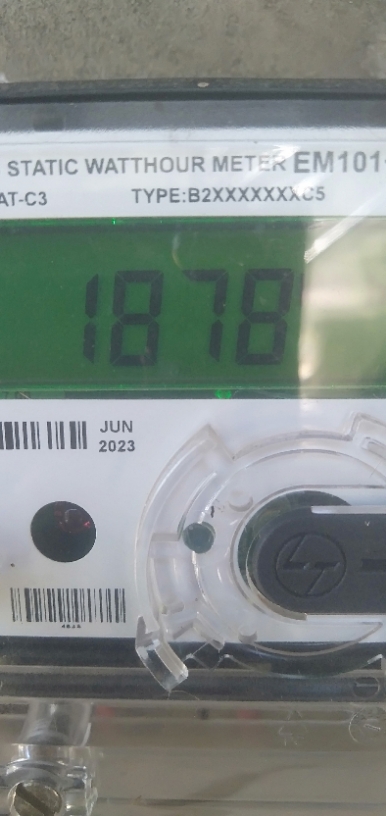 STATIC WATTHOUR METER EM101
AT-C3 TYPE:B2XXXXXXXC5
1878
JUN
2023